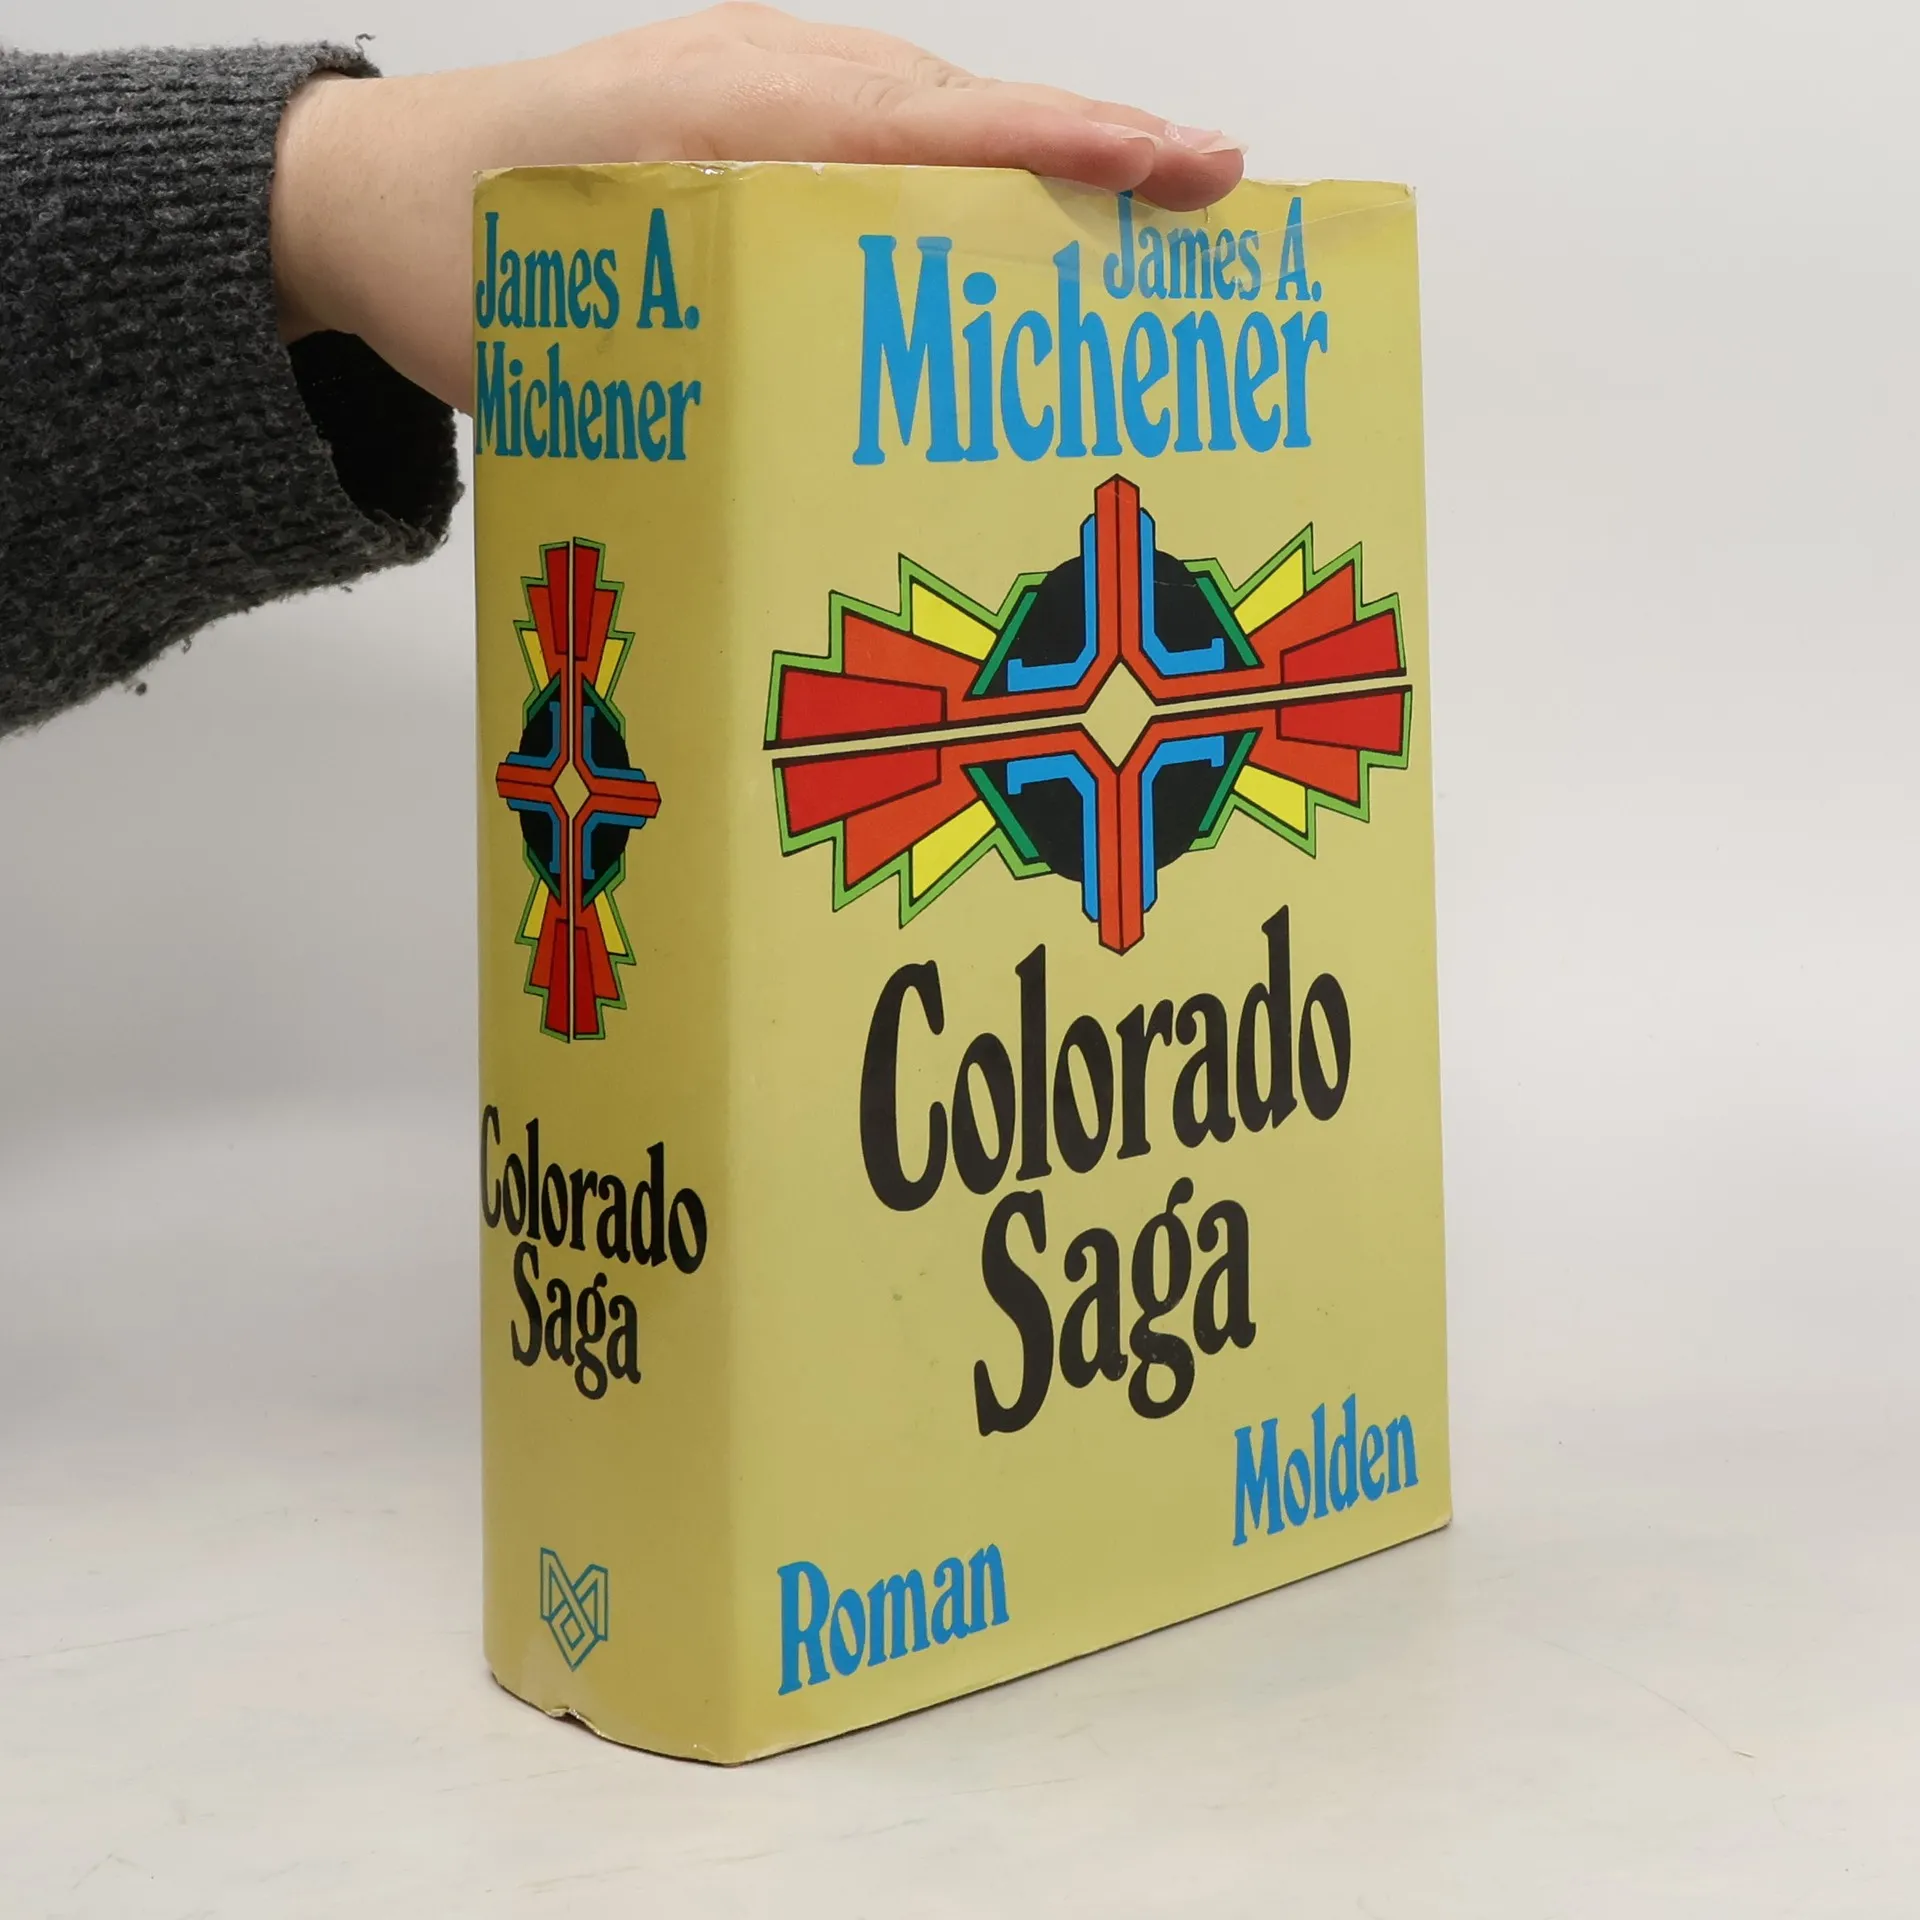 James A.
Michener
Colorado
Saga
James A.
Michener
Colorado
Saga
Molden
Roman